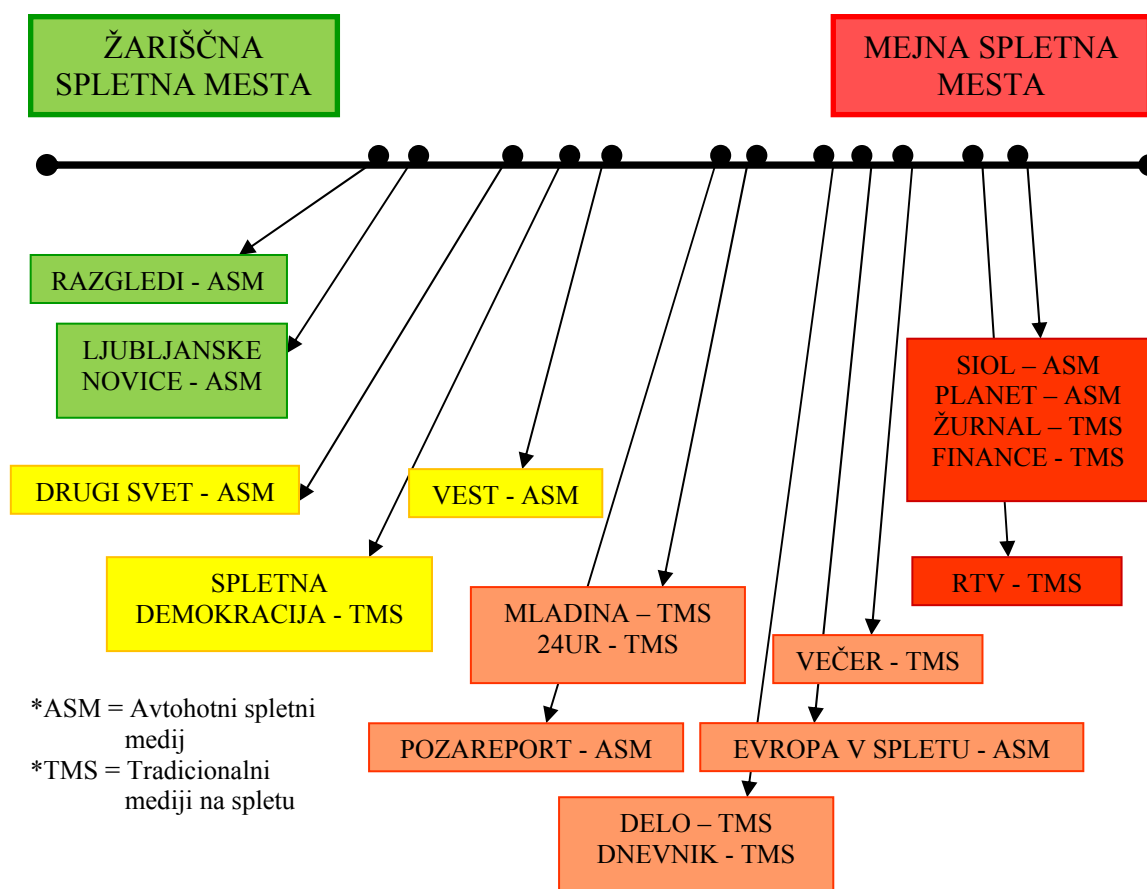 ŽARIŠČNA
SPLETNA MESTA
MEJNA SPLETNA
MESTA
RAZGLEDI - ASM
LJUBLJANSKE
NOVICE - ASM
SIOL – ASM
PLANET – ASM
ŽURNAL – TMS
FINANCE - TMS
DRUGI SVET - ASM
VEST - ASM
SPLETNA
DEMOKRACIJA - TMS
RTV - TMS
MLADINA – TMS
24UR - TMS
VEČER - TMS
*ASM = Avtohotni spletni
medij
*TMS = Tradicionalni
mediji na spletu
POZAREPORT - ASM
EVROPA V SPLETU - ASM
DELO – TMS
DNEVNIK - TMS